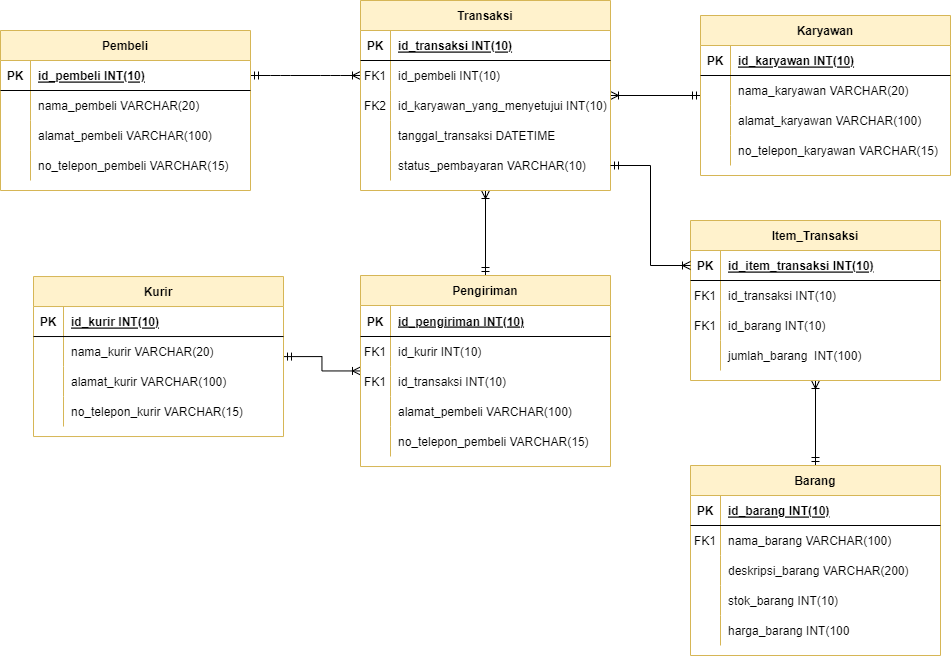 Pembeli
PK id_pembeli INT(10)
nama_pembeli VARCHAR(20)
alamat_pembeli VARCHAR(100)
no_telepon_pembeli VARCHAR(15)
Transaksi
PK id_transaksi INT(10)
FK1 id_pembeli INT(10)
FK2 id_karyawan_yang_menyetujui INT(10)
tanggal_transaksi DATETIME
status_pembayaran VARCHAR(10)
Karyawan
PK id_karyawan INT(10)
nama_karyawan VARCHAR(20)
alamat_karyawan VARCHAR(100)
no_telepon_karyawan VARCHAR(15)
Kurir
PK id_kurir INT(10)
nama_kurir VARCHAR(20)
alamat_kurir VARCHAR(100)
no_telepon_kurir VARCHAR(15)
Pengiriman
PK id_pengiriman INT(10)
FK1 id_kurir INT(10)
FK1 id_transaksi INT(10)
alamat_pembeli VARCHAR(100)
no_telepon_pembeli VARCHAR(15)
Item_Transaksi
PK id_item_transaksi INT(10)
FK1 id_transaksi INT(10)
FK1 id_barang INT(10)
jumlah_barang INT(100)
Barang
PK id_barang INT(10)
FK1 nama_barang VARCHAR(100)
deskripsi_barang VARCHAR(200)
stok_barang INT(10)
harga_barang INT(100